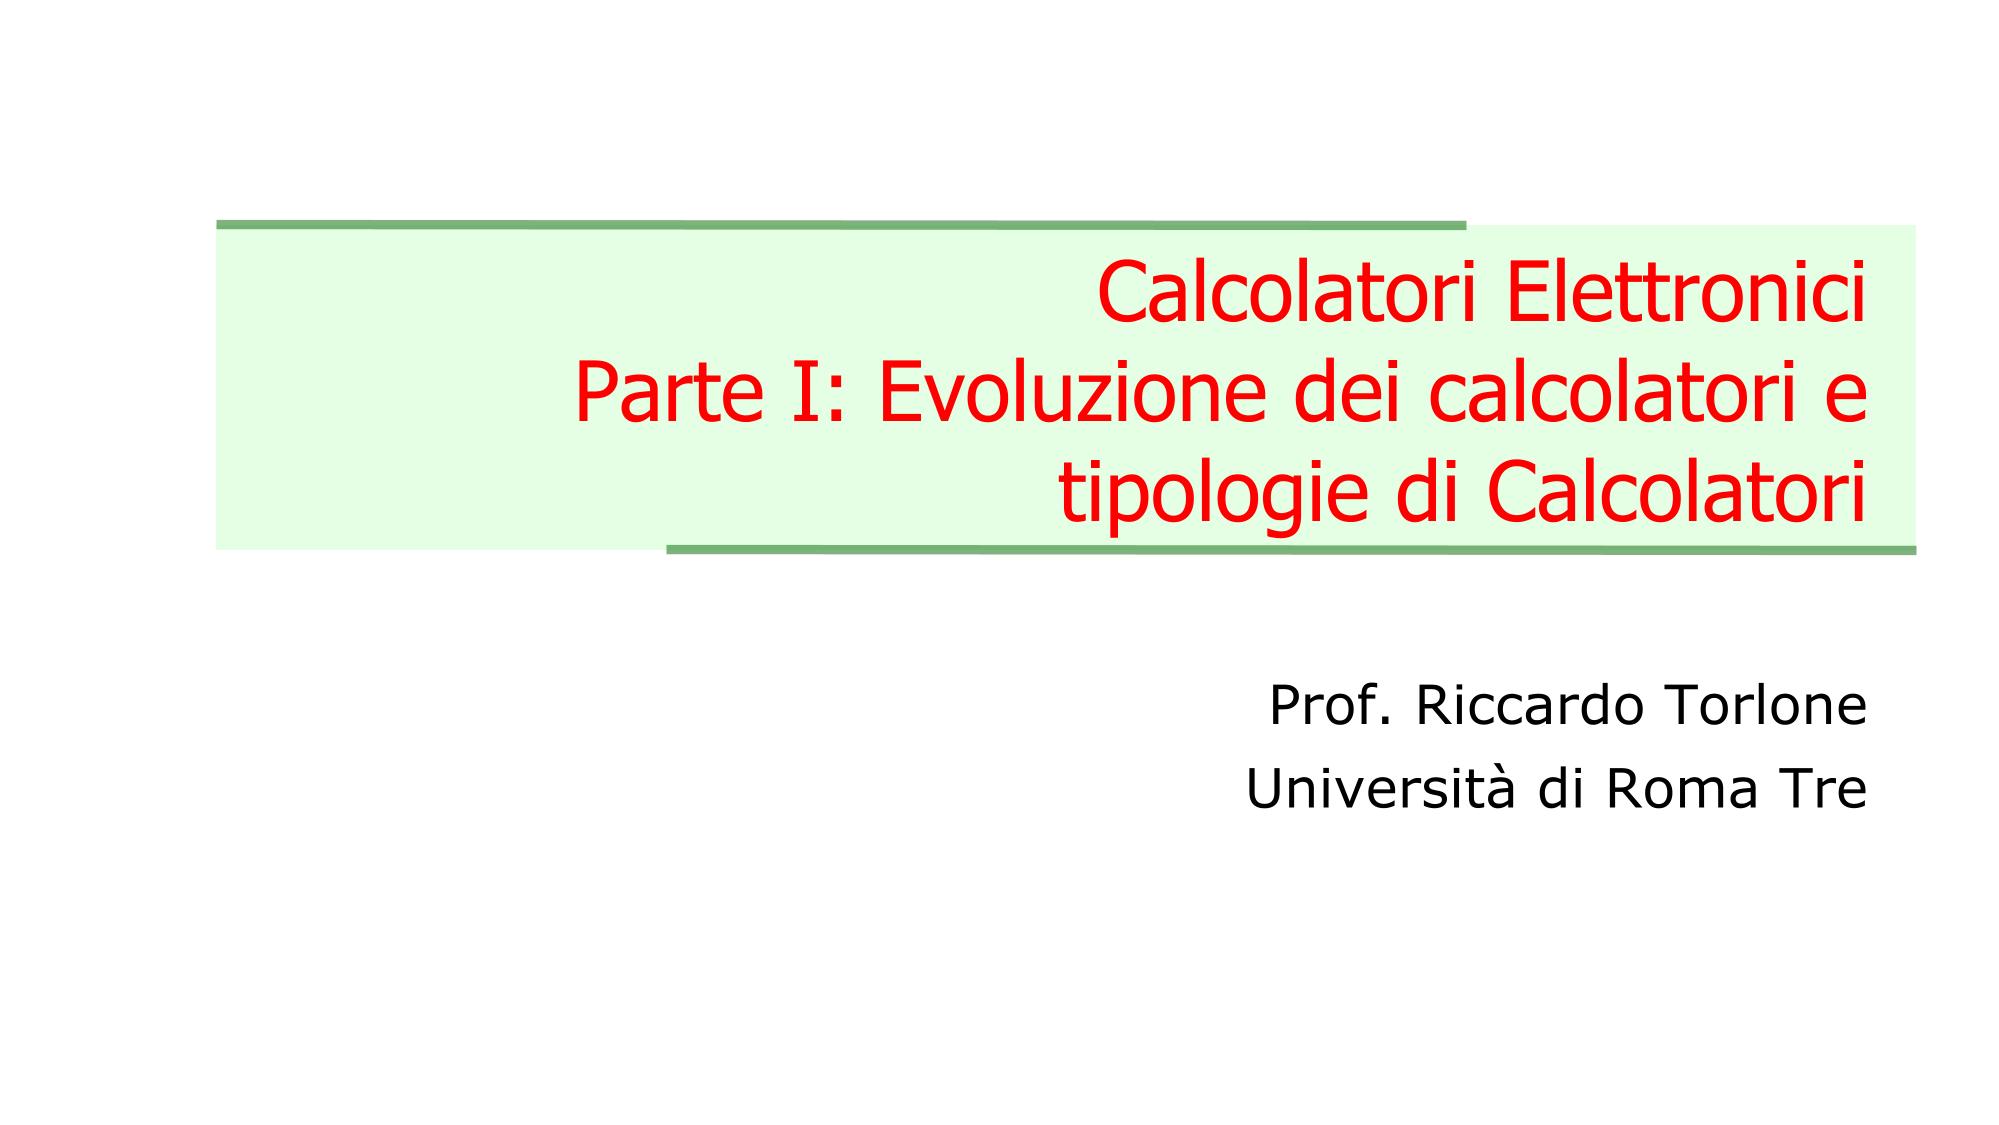 Calcolatori Elettronici
Parte I: Evoluzione dei calcolatori e
tipologie di Calcolatori
Prof. Riccardo Torlone
Università di Roma Tre